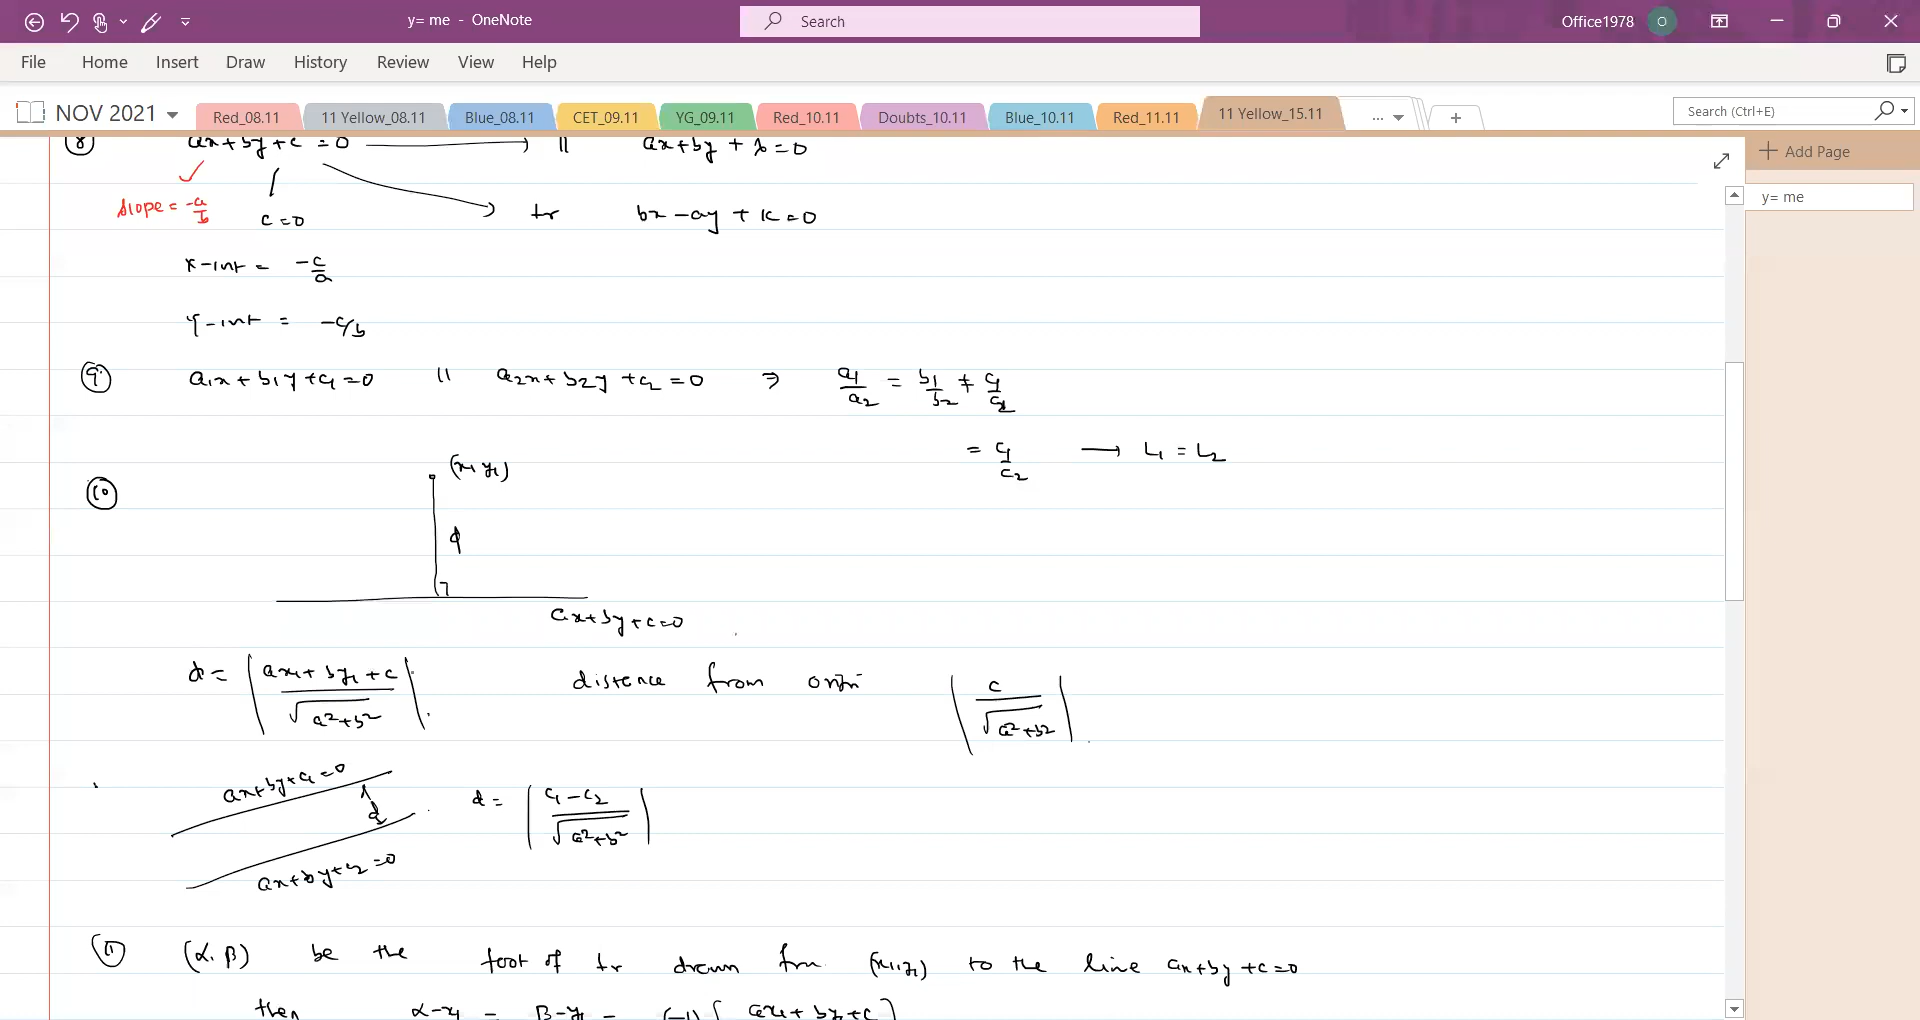 y= me - OneNote
Search
Office1978
O
File Home Insert Draw History Review View Help
NOV 2021
Red_08.11 11 Yellow_08.11 Blue_08.11 CET_09.11 YG_09.11 Red_10.11 Doubts_10.11 Blue_10.11 Red_11.11 11 Yellow_15.11 ... +
Search (Ctrl+E)
Add Page
y= me
⑧ ax+by+c=0 → || ax+by+λ=0
slope = -a/b
c=0
⊥r bx-ay+k=0
x-int = -c/a
y-int = -c/b
⑨ a₁x+b₁y+c₁=0 || a₂x+b₂y+c₂=0 ⇒ a₁/a₂ = b₁/b₂ ≠ c₁/c₂
= c₁/c₂ → L₁ = L₂
⑩ (x₁ y₁)
ax+by+c=0
d = |(ax₁+by₁+c)/√(a²+b²)| distance from origin |c/√(a²+b²)|
ax+by+c₁=0
d
d = |(c₁-c₂)/√(a²+b²)|
ax+by+c₂=0
⑪ (α, β) be the foot of ⊥r drawn from (x₁,y₁) to the line ax+by+c=0
then α-x₁ = β-y₁ = (-1) ( ax₁+by₁+c )